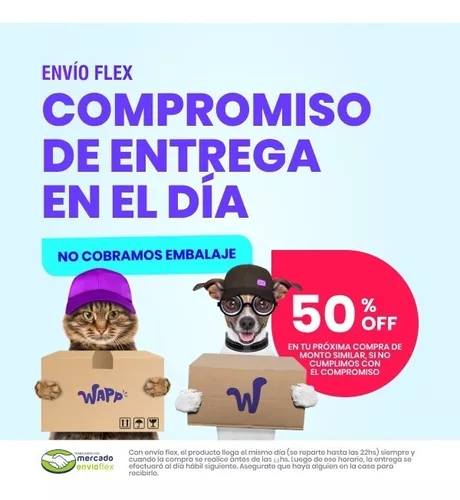 ENVÍO FLEX
COMPROMISO
DE ENTREGA
EN EL DÍA
NO COBRAMOS EMBALAJE
50 % OFF
EN TU PRÓXIMA COMPRA DE
MONTO SIMILAR, SI NO
CUMPLIMOS CON
EL COMPROMISO
WAPP
W
mercado
envíoflex
Con envío flex, el producto llega el mismo día (se reparte hasta las 22hs) siempre y
cuando la compra se realice antes de las hs. Luego de ese horario, la entrega se
efectuará al día hábil siguiente. Asegurate que haya alguien en la casa para
recibirlo.